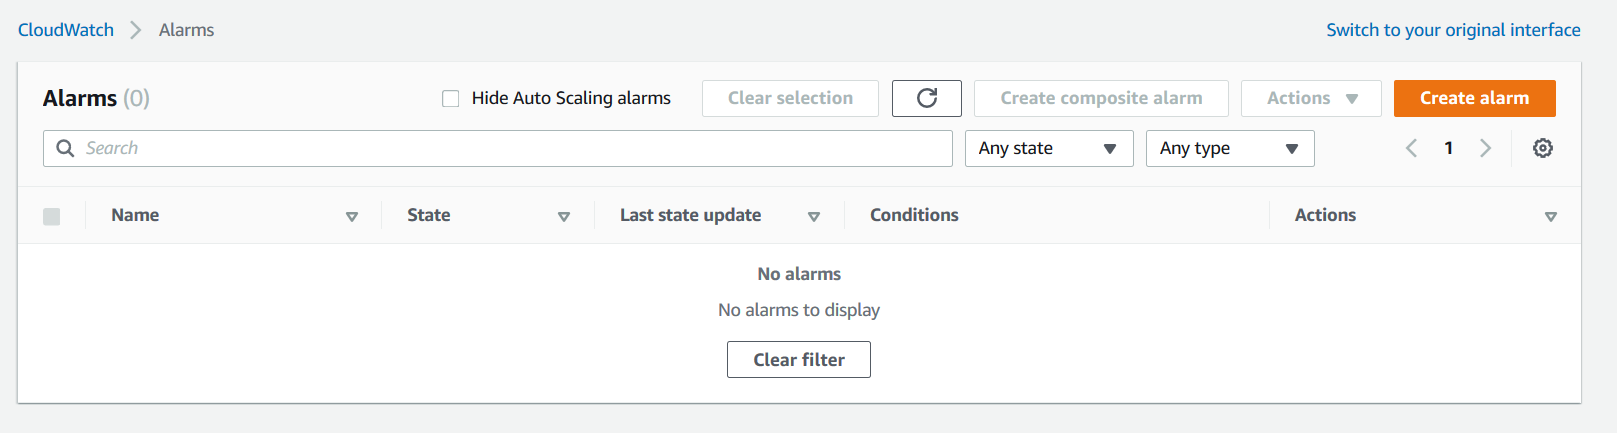 CloudWatch > Alarms
Switch to your original interface
Alarms (0)
Hide Auto Scaling alarms
Clear selection
Create composite alarm
Actions
Create alarm
Search
Any state
Any type
1
Name
State
Last state update
Conditions
Actions
No alarms
No alarms to display
Clear filter